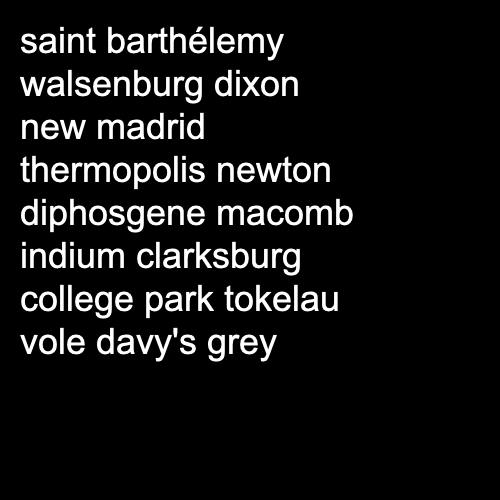 saint barthélemy
walsenburg dixon
new madrid
thermopolis newton
diphosgene macomb
indium clarksburg
college park tokelau
vole davy's grey